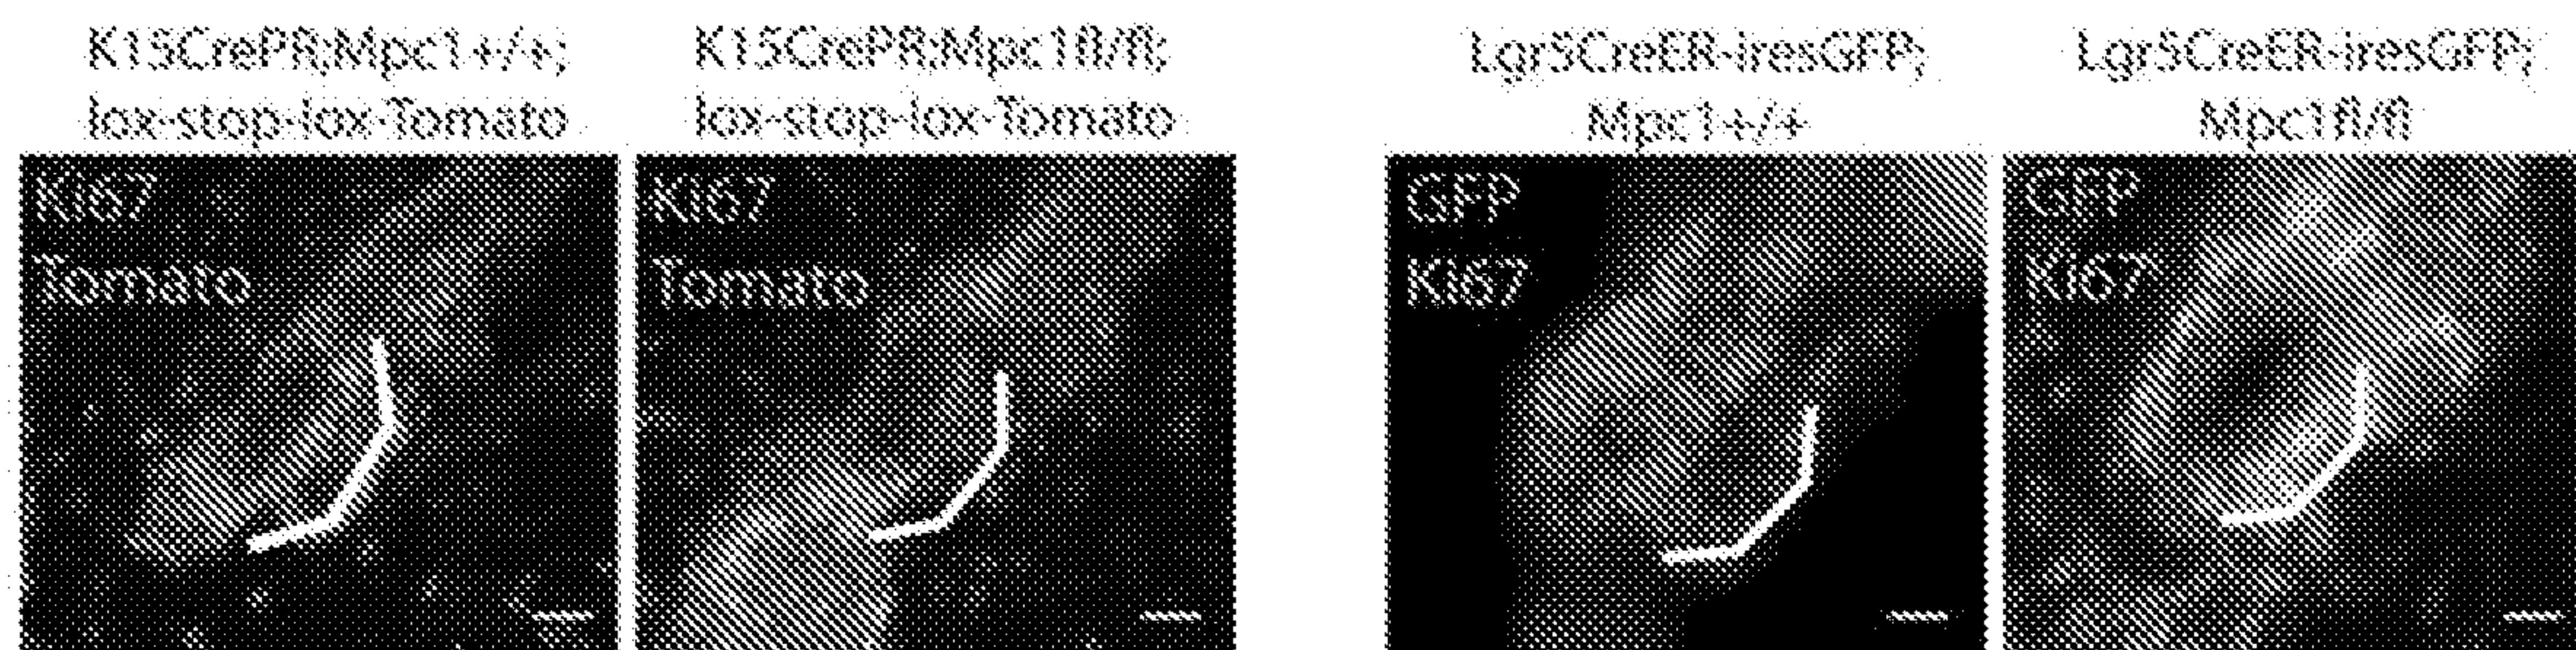 K15CrePR;Mpc1+/+;
lox-stop-lox-Tomato
K15CrePR;Mpc1fl/fl;
lox-stop-lox-Tomato
Lgr5CreER-iresGFP;
Mpc1+/+
Lgr5CreER-iresGFP;
Mpc1fl/fl
Ki67
Tomato
Ki67
Tomato
GFP
Ki67
GFP
Ki67